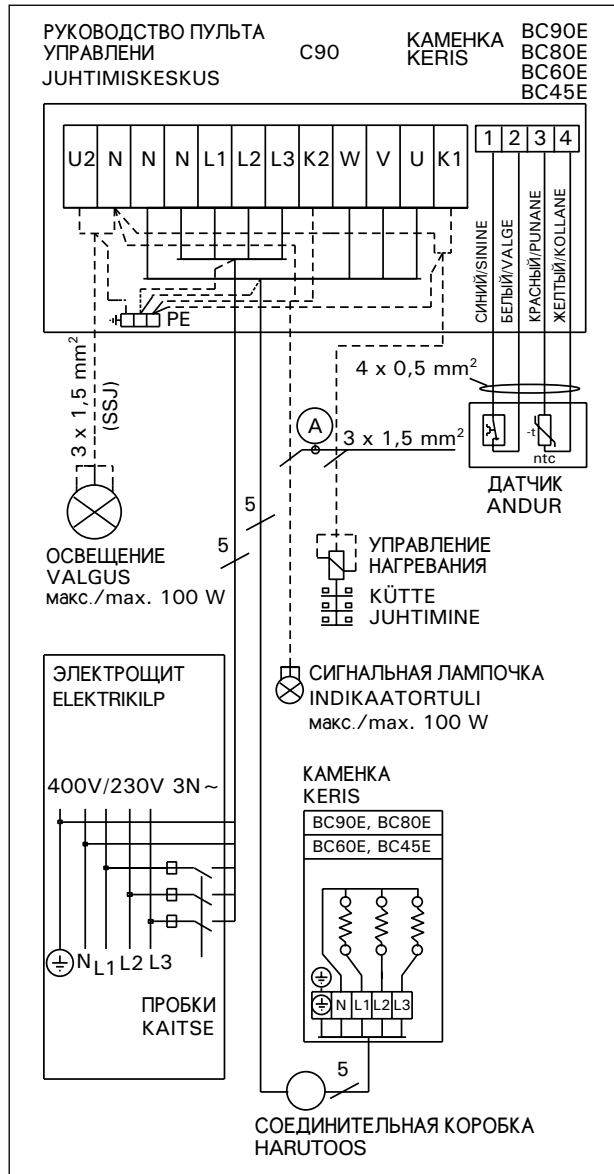 РУКОВОДСТВО ПУЛЬТА
УПРАВЛЕНИ
JUHTIMISKESKUS
C90
КАМЕНКА
KERIS
BC90E
BC80E
BC60E
BC45E
U2 N N N L1 L2 L3 K2 W V U K1
1 2 3 4
СИНИЙ/SININE
БЕЛЫЙ/VALGE
КРАСНЫЙ/PUNANE
ЖЕЛТЫЙ/KOLLANE
PE
3 x 1,5 mm²
(SSJ)
4 x 0,5 mm²
A
3 x 1,5 mm²
-t
ntc
ДАТЧИК
ANDUR
5
5
ОСВЕЩЕНИЕ
VALGUS
макс./max. 100 W
УПРАВЛЕНИЕ
НАГРЕВАНИЯ
KÜTTE
JUHTIMINE
ЭЛЕКТРОЩИТ
ELEKTRIKILP
СИГНАЛЬНАЯ ЛАМПОЧКА
INDIKAATORTULI
макс./max. 100 W
400V/230V 3N~
КАМЕНКА
KERIS
BC90E, BC80E
BC60E, BC45E
N L1 L2 L3
ПРОБКИ
KAITSE
N L1 L2 L3
5
СОЕДИНИТЕЛЬНАЯ КОРОБКА
HARUTOOS